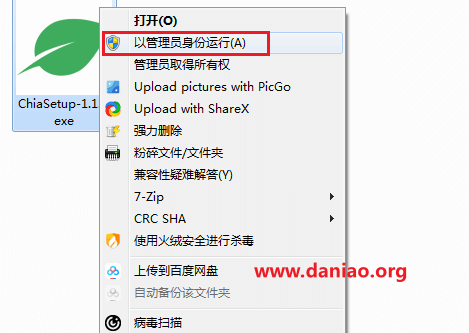 打开(O)
以管理员身份运行(A)
管理员取得所有权
Upload pictures with PicGo
Upload with ShareX
强力删除
粉碎文件/文件夹
兼容性疑难解答(Y)
7-Zip
CRC SHA
使用火绒安全进行杀毒
上传到百度网盘
自动备份该文件夹
病毒扫描
ChiaSetup-1.1
exe
www.daniao.org